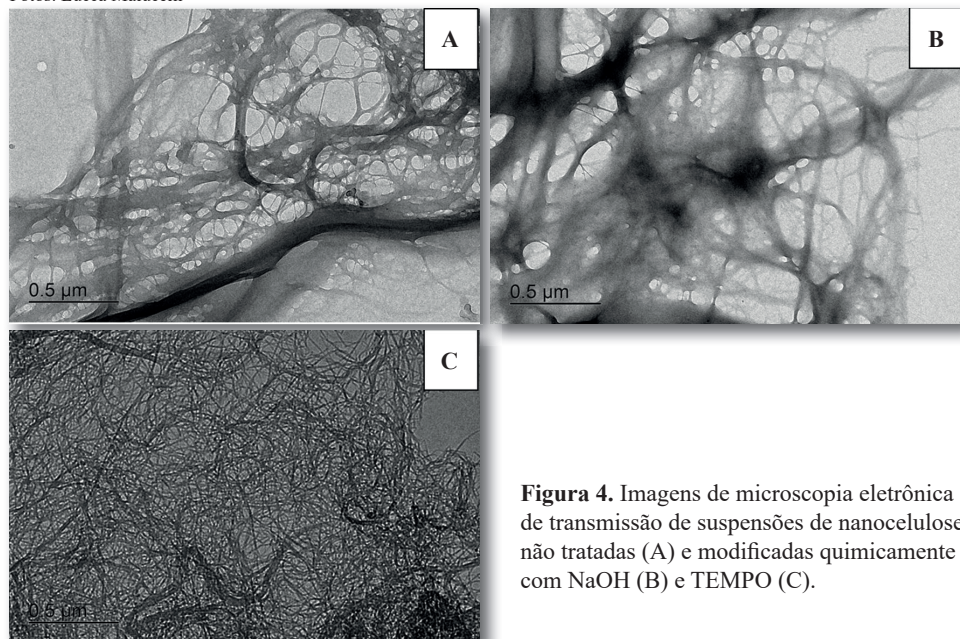 A
B
0.5 µm
0.5 µm
C
0.5 µm
Figura 4. Imagens de microscopia eletrônica
de transmissão de suspensões de nanocelulose
não tratadas (A) e modificadas quimicamente
com NaOH (B) e TEMPO (C).